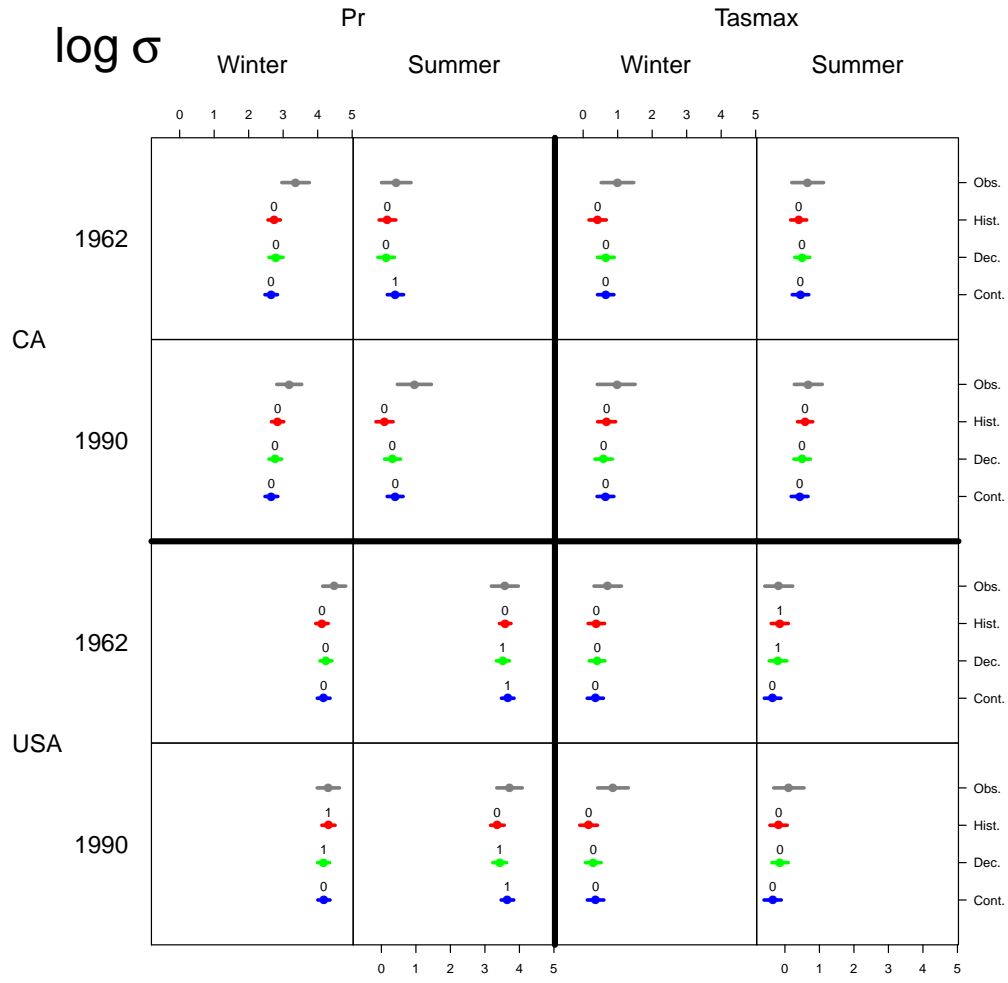 Pr Tasmax
log σ
Winter Summer Winter Summer
0 1 2 3 4 5 0 1 2 3 4 5
Obs.
0 0 0 0 Hist.
1962
0 0 0 0 Dec.
0 1 0 0 Cont.
CA
Obs.
0 0 0 0 Hist.
1990
0 0 0 0 Dec.
0 0 0 0 Cont.
Obs.
0 0 0 1 Hist.
1962
0 1 0 1 Dec.
0 1 0 0 Cont.
USA
Obs.
1 0 0 0 Hist.
1990
1 1 0 0 Dec.
0 1 0 0 Cont.
0 1 2 3 4 5 0 1 2 3 4 5